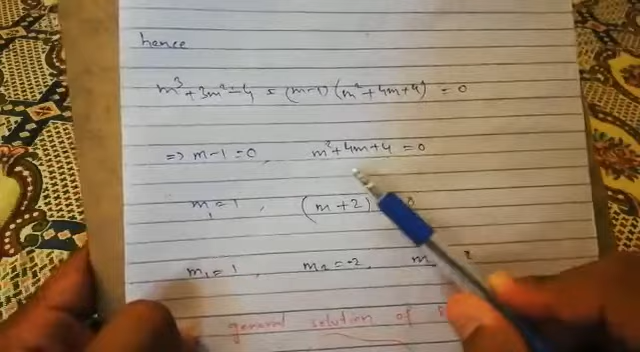 hence
m³+3m²-4 = (m-1)(m²+4m+4) = 0
=> m-1=0, m²+4m+4=0
m₁=1, (m+2) 0
m₁=1, m₂=-2, m
general solution of